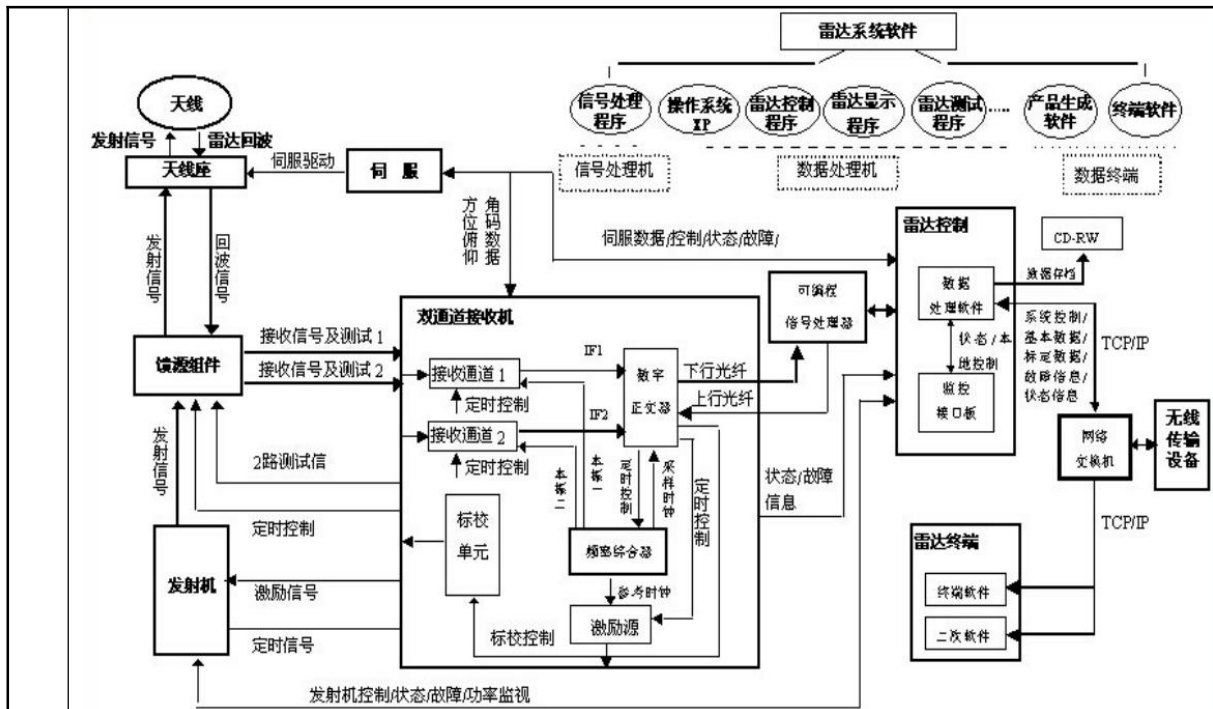 雷达系统软件
信号处理
程序
操作系统
XP
雷达控制
程序
雷达显示
程序
雷达测试
程序
.....
产品生成
软件
终端软件
信号处理机
数据处理机
数据终端
天线
发射信号
雷达回波
天线座
伺服驱动
伺 服
方位俯仰
角码数据
伺服数据/控制/状态/故障/
发射信号
回波信号
馈源组件
接收信号及测试 1
接收信号及测试 2
双通道接收机
接收通道 1
定时控制
接收通道 2
定时控制
IF1
IF2
数字
正交器
下行光纤
上行光纤
可编程
信号处理器
雷达控制
数据
处理软件
状态/本
地控制
监控
接口板
CD-RW
数据存档
系统控制/
基本数据/
标定数据/
故障信息/
状态信息
TCP/IP
网络
交换机
无线
传输
设备
TCP/IP
雷达终端
终端软件
二次软件
发射信号
2路测试信
定时控制
发射机
激励信号
定时信号
标校
单元
本振二
本振一
定时控制
采样时钟
定时控制
频率综合器
参考时钟
激励源
标校控制
状态/故障
信息
发射机控制/状态/故障/功率监视